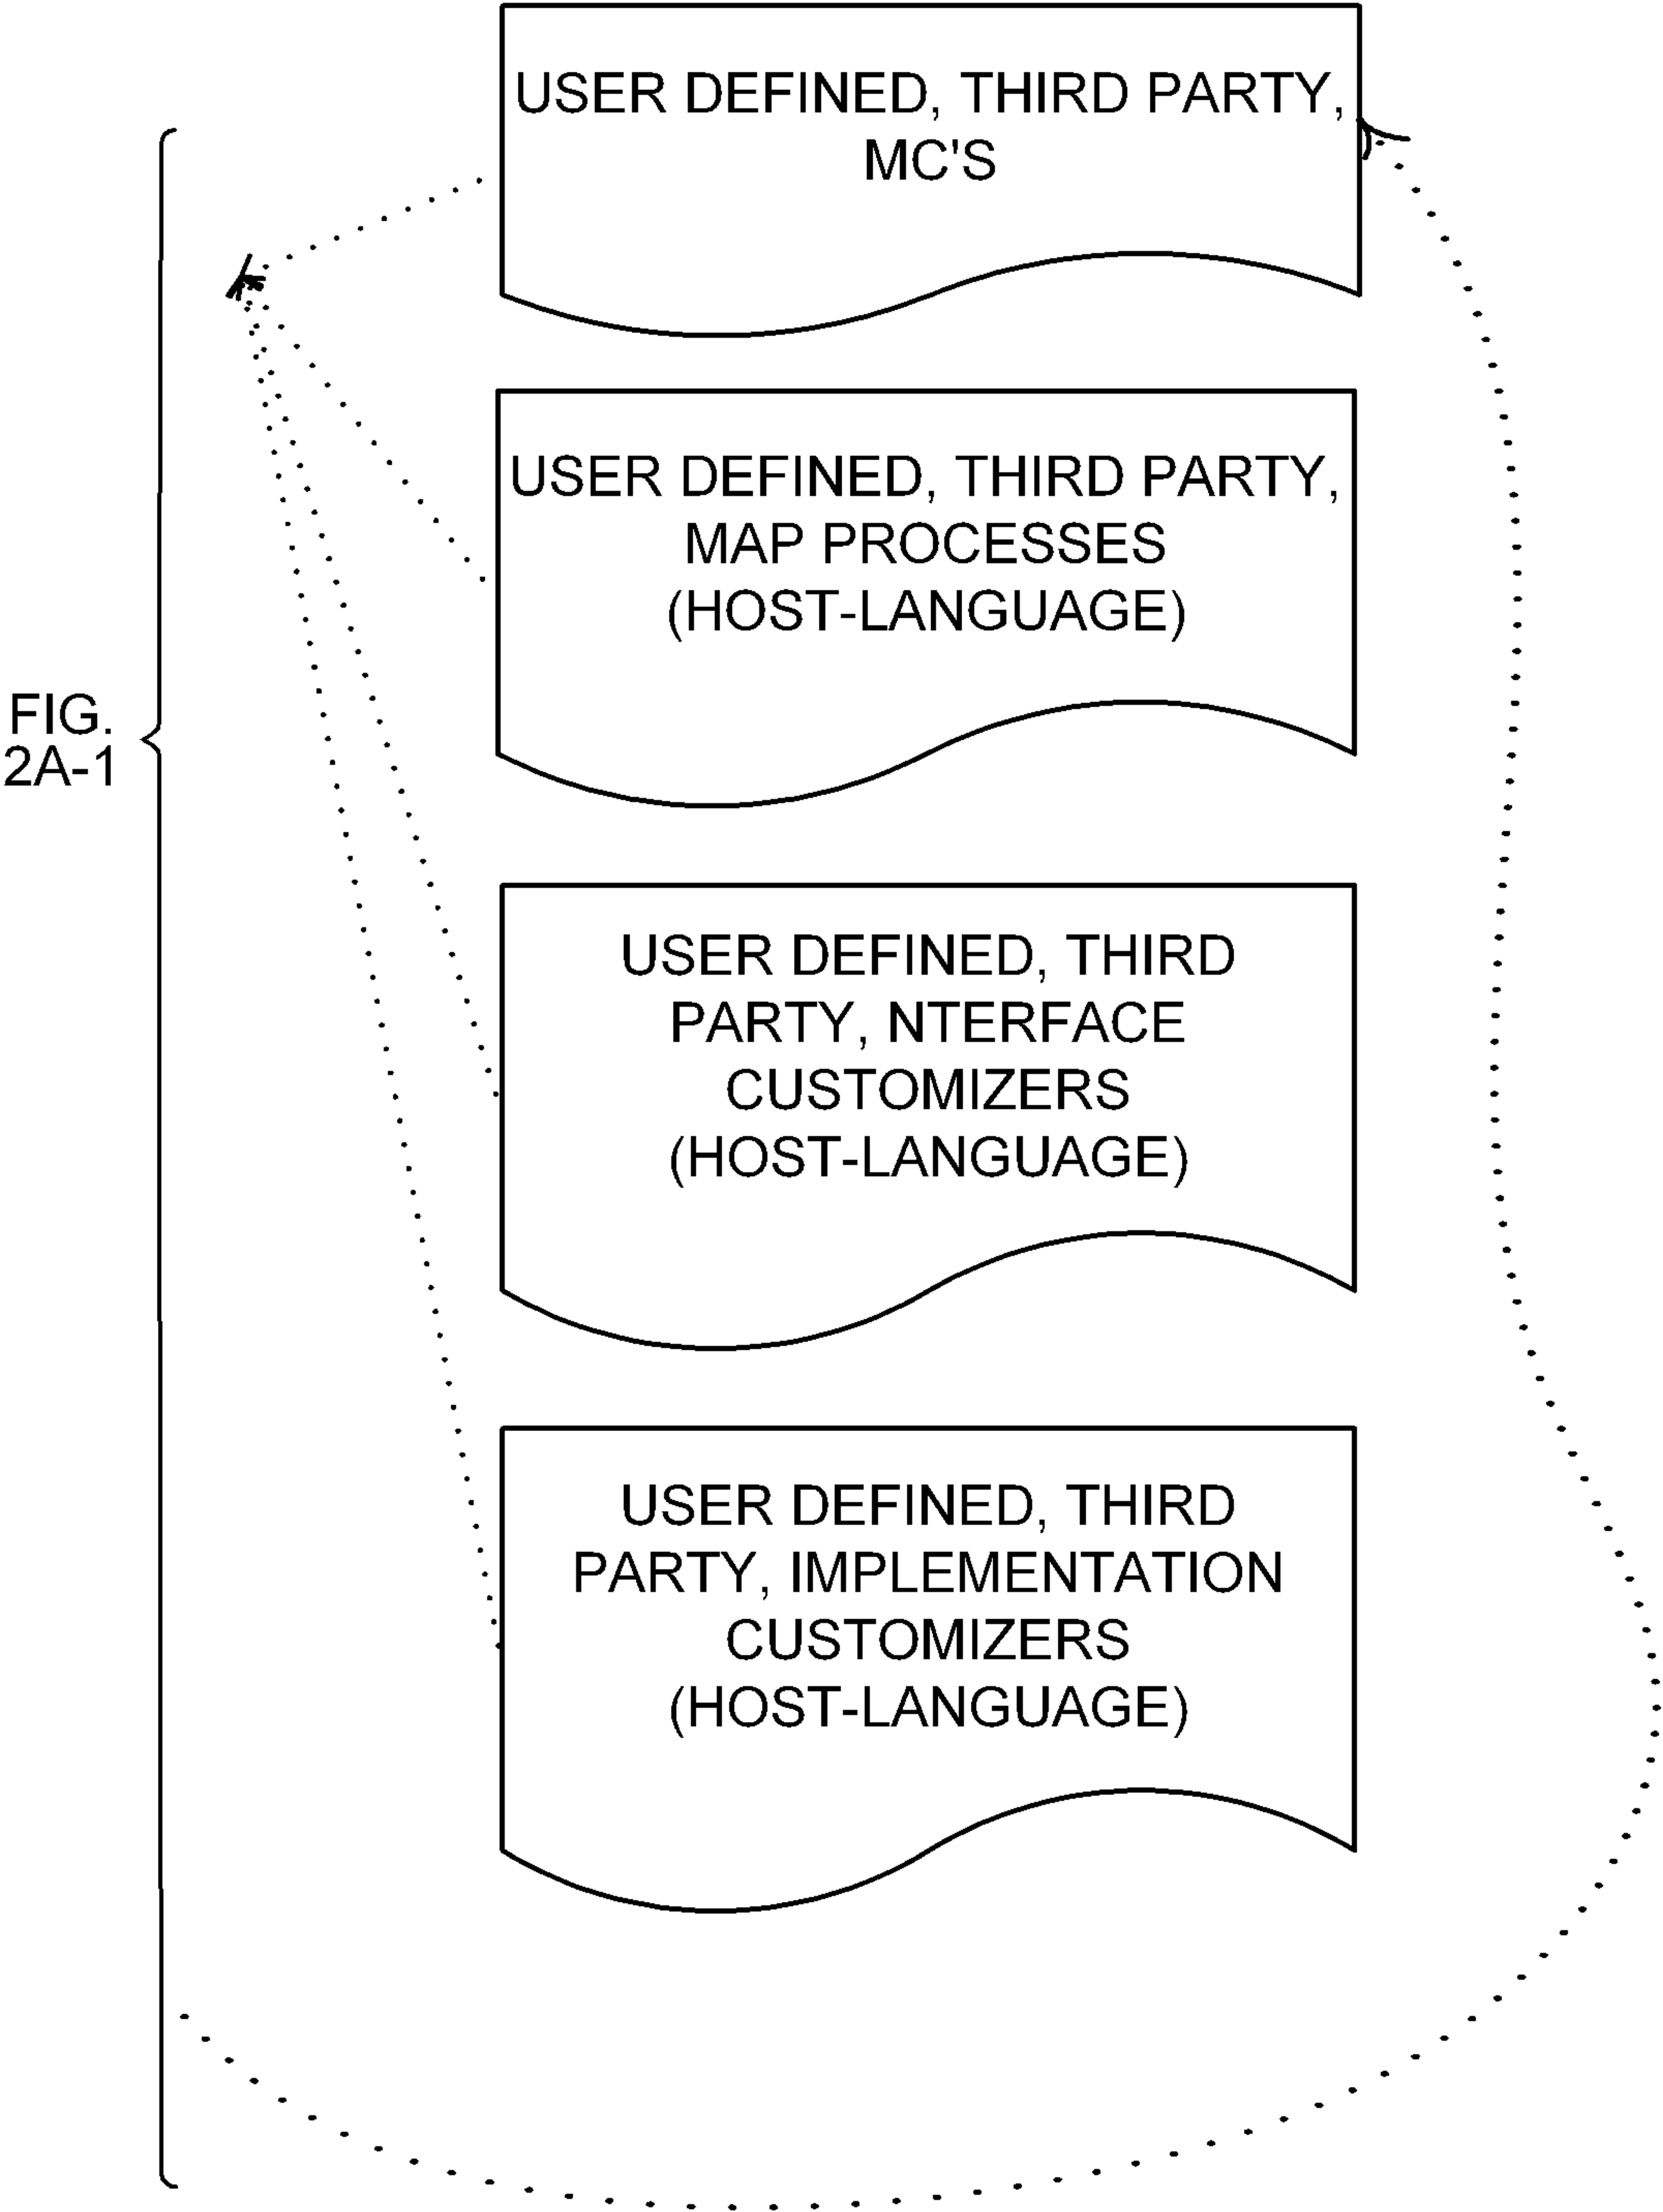 USER DEFINED, THIRD PARTY,
MC'S
USER DEFINED, THIRD PARTY,
MAP PROCESSES
(HOST-LANGUAGE)
FIG.
2A-1
USER DEFINED, THIRD
PARTY, NTERFACE
CUSTOMIZERS
(HOST-LANGUAGE)
USER DEFINED, THIRD
PARTY, IMPLEMENTATION
CUSTOMIZERS
(HOST-LANGUAGE)